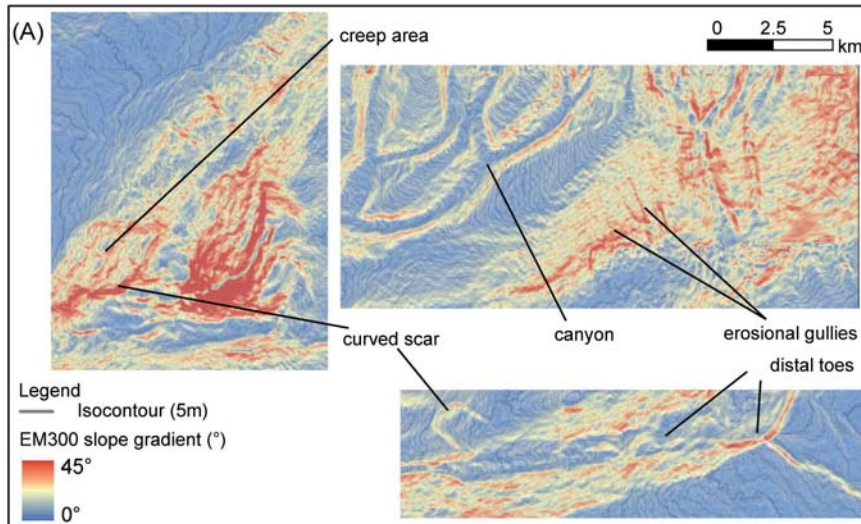 (A)
creep area
0 2.5 5
km
curved scar
canyon
erosional gullies
distal toes
Legend
Isocontour (5m)
EM300 slope gradient (°)
45°
0°